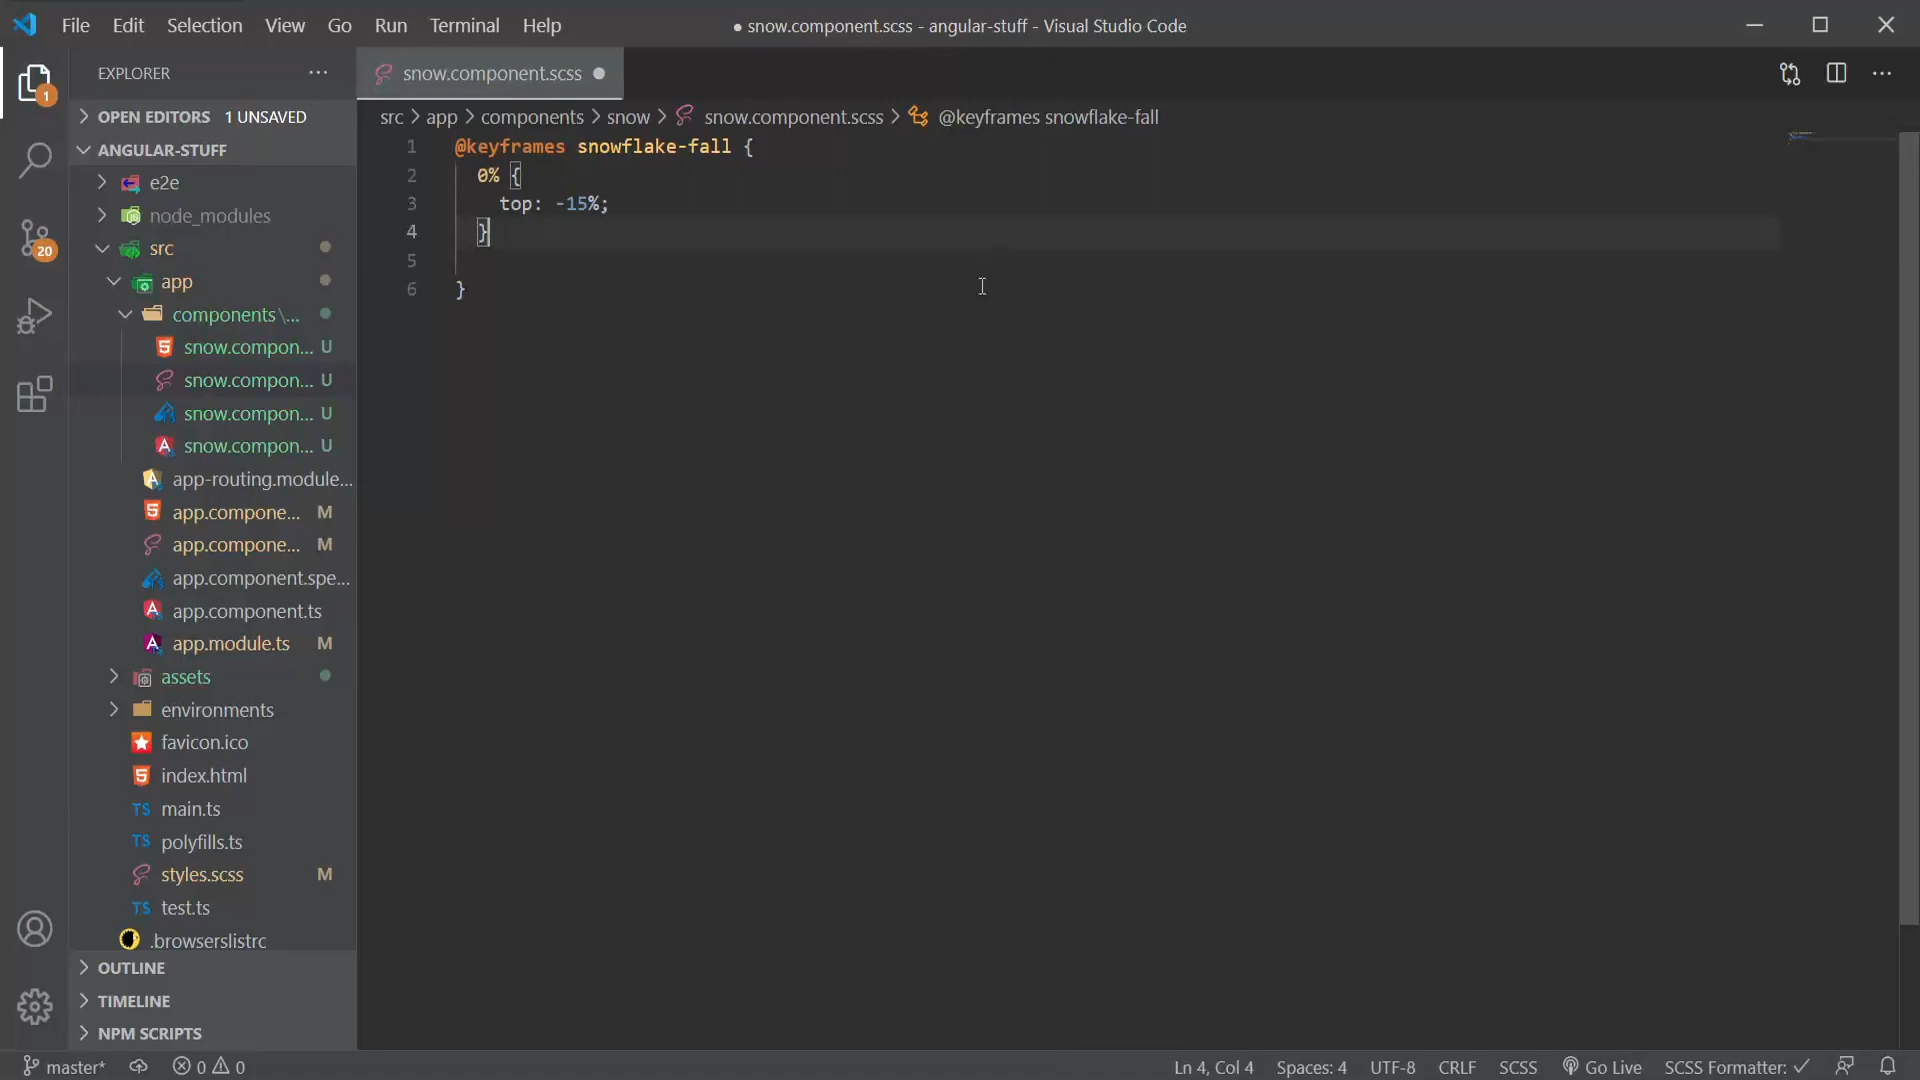 File Edit Selection View Go Run Terminal Help
● snow.component.scss - angular-stuff - Visual Studio Code
EXPLORER
snow.component.scss
OPEN EDITORS 1 UNSAVED
src > app > components > snow > snow.component.scss > @keyframes snowflake-fall
ANGULAR-STUFF
e2e
node_modules
src
app
components\...
snow.compon... U
snow.compon... U
snow.compon... U
snow.compon... U
app-routing.module...
app.compone... M
app.compone... M
app.component.spe...
app.component.ts
app.module.ts M
assets
environments
favicon.ico
index.html
TS main.ts
TS polyfills.ts
styles.scss M
TS test.ts
.browserslistrc
OUTLINE
TIMELINE
NPM SCRIPTS
1
20
1 @keyframes snowflake-fall {
2 0% {
3 top: -15%;
4 }
5
6 }
master* 0 0 Ln 4, Col 4 Spaces: 4 UTF-8 CRLF SCSS Go Live SCSS Formatter: ✓